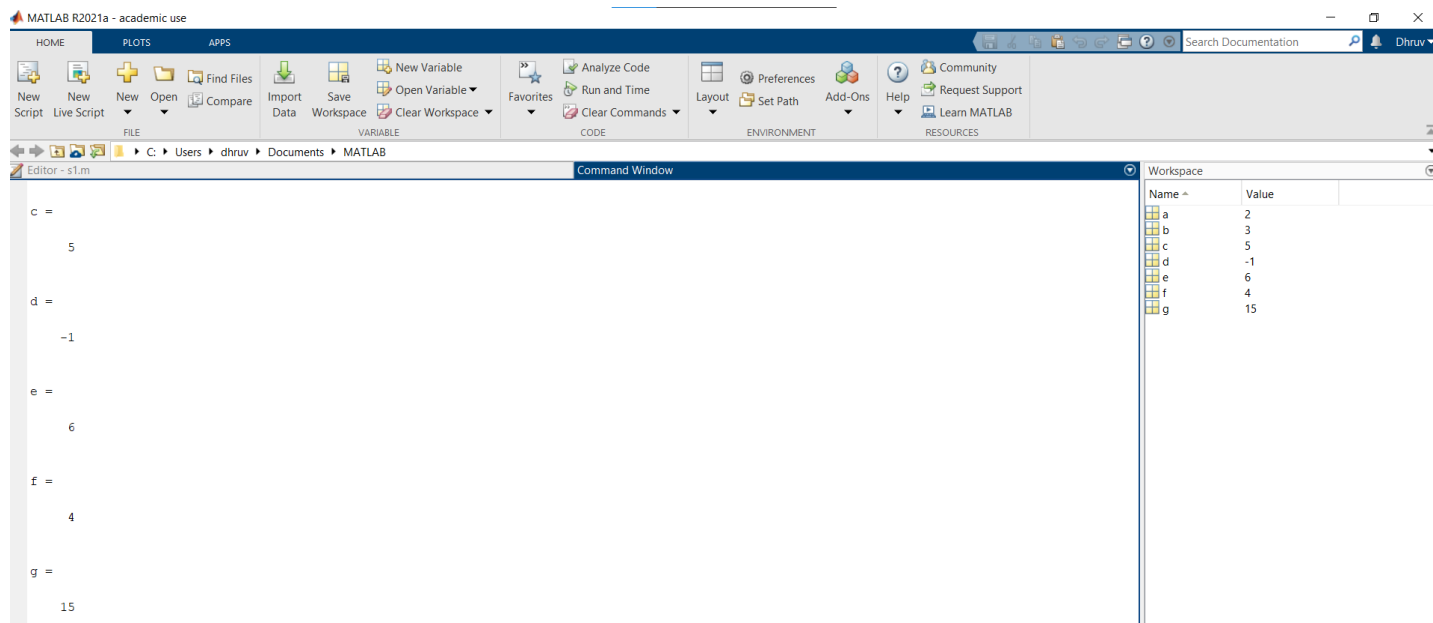 MATLAB R2021a - academic use
HOME PLOTS APPS Search Documentation Dhruv
New Script
New Live Script
New
Open
Find Files
Compare
FILE
Import Data
Save Workspace
New Variable
Open Variable
Clear Workspace
VARIABLE
Favorites
Analyze Code
Run and Time
Clear Commands
CODE
Layout
Preferences
Set Path
Add-Ons
ENVIRONMENT
Help
Community
Request Support
Learn MATLAB
RESOURCES
C: Users dhruv Documents MATLAB
Editor - s1.m
Command Window
c =
5
d =
-1
e =
6
f =
4
g =
15
Workspace
Name Value
a 2
b 3
c 5
d -1
e 6
f 4
g 15